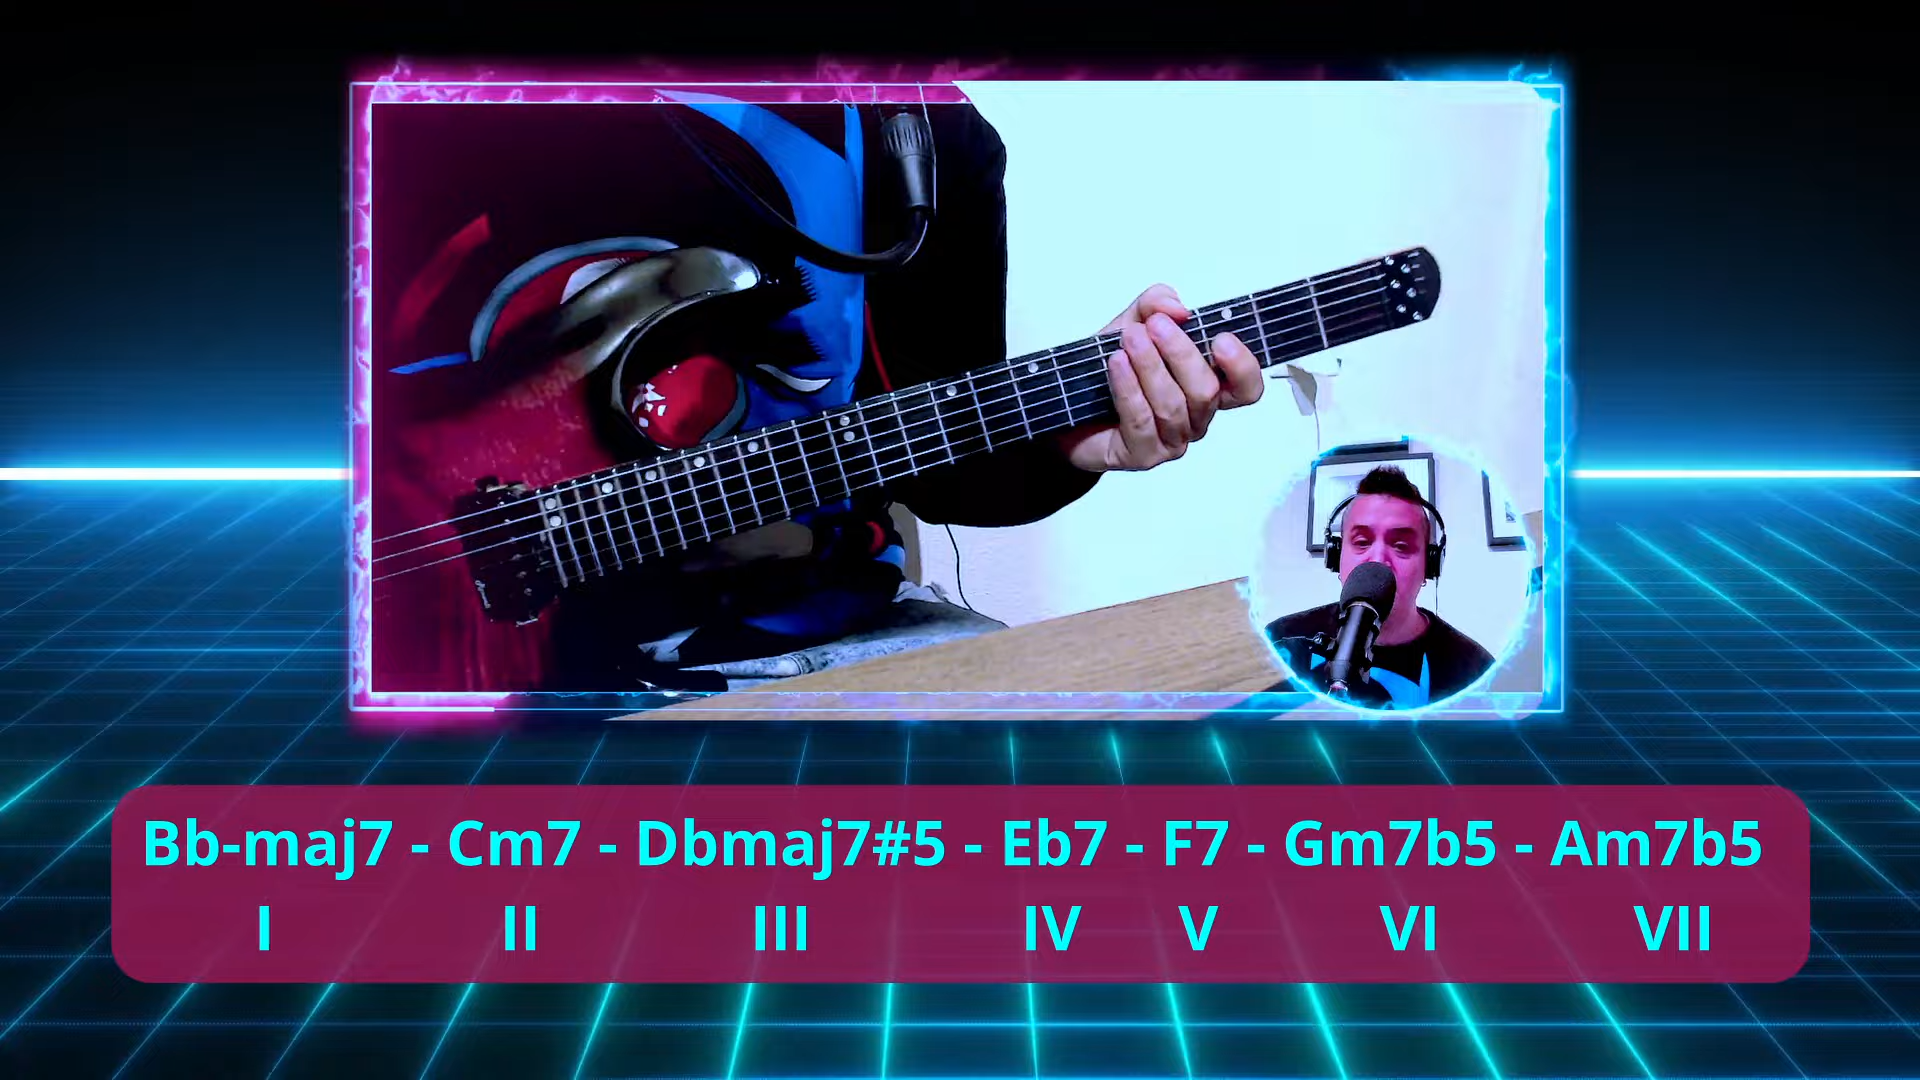 Bb-maj7 - Cm7 - Dbmaj7#5 - Eb7 - F7 - Gm7b5 - Am7b5
I II III IV V VI VII